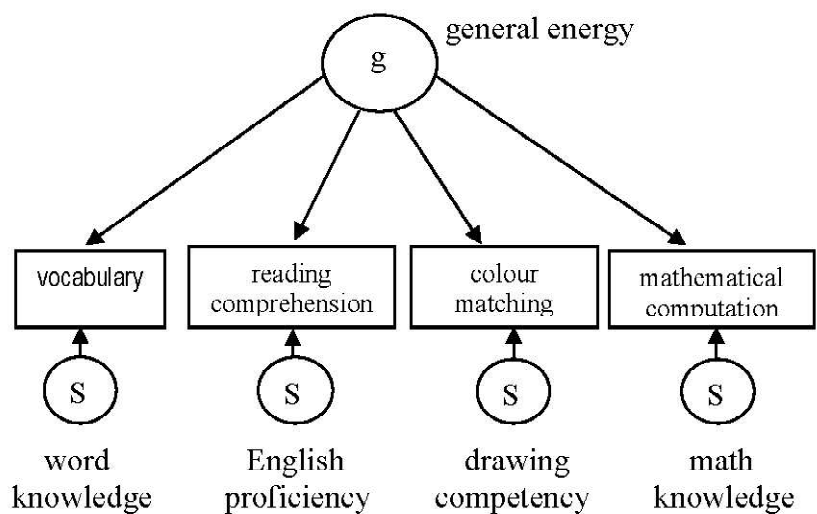 general energy
g
vocabulary
reading
comprehension
colour
matching
mathematical
computation
S
S
S
S
word
knowledge
English
proficiency
drawing
competency
math
knowledge